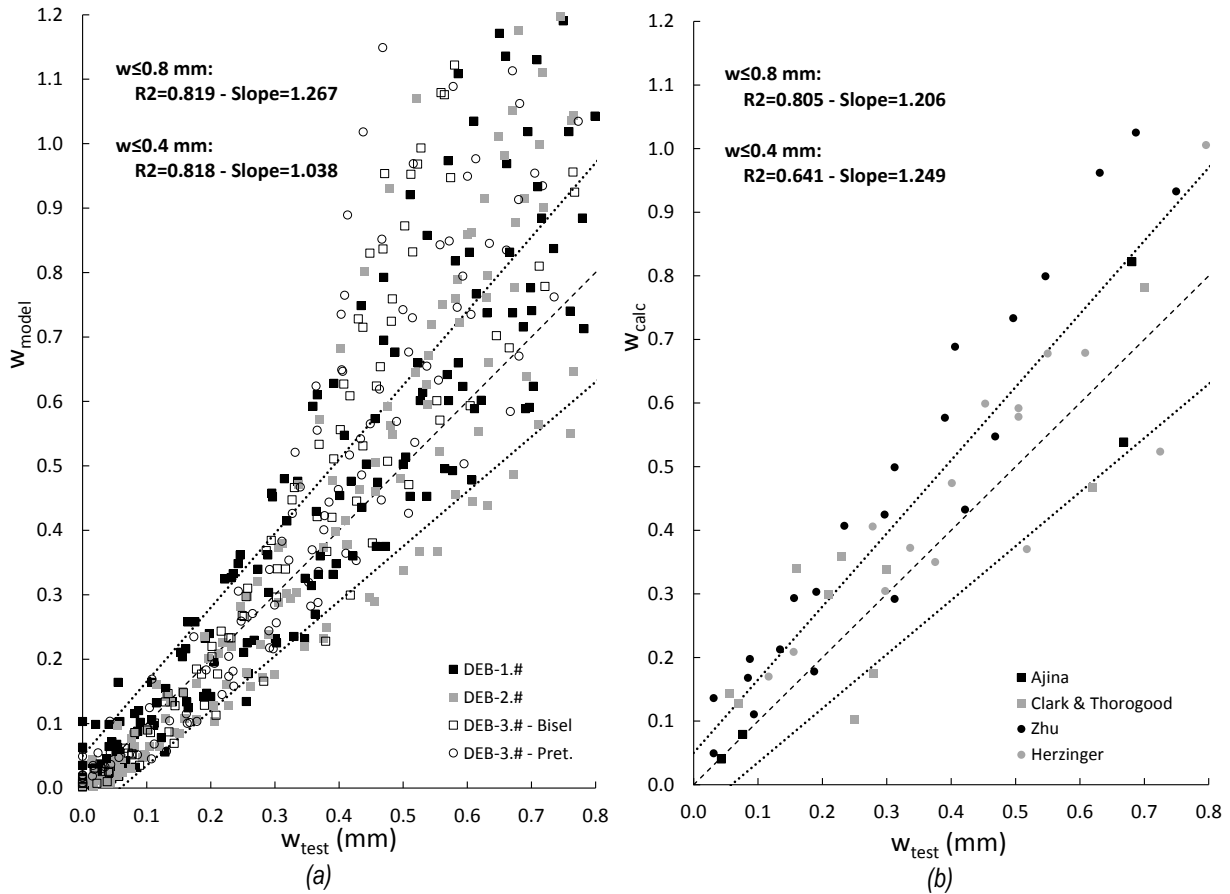 1.2
1.1
1.0
0.9
0.8
0.7
0.6
0.5
0.4
0.3
0.2
0.1
0.0
w_model
w≤0.8 mm:
R2=0.819 - Slope=1.267
w≤0.4 mm:
R2=0.818 - Slope=1.038
DEB-1.#
DEB-2.#
DEB-3.# - Bisel
DEB-3.# - Pret.
0.0 0.1 0.2 0.3 0.4 0.5 0.6 0.7 0.8
w_test (mm)
(a)
1.2
1.1
1.0
0.9
0.8
0.7
0.6
0.5
0.4
0.3
0.2
0.1
0.0
w_calc
w≤0.8 mm:
R2=0.805 - Slope=1.206
w≤0.4 mm:
R2=0.641 - Slope=1.249
Ajina
Clark & Thorogood
Zhu
Herzinger
0.0 0.1 0.2 0.3 0.4 0.5 0.6 0.7 0.8
w_test (mm)
(b)